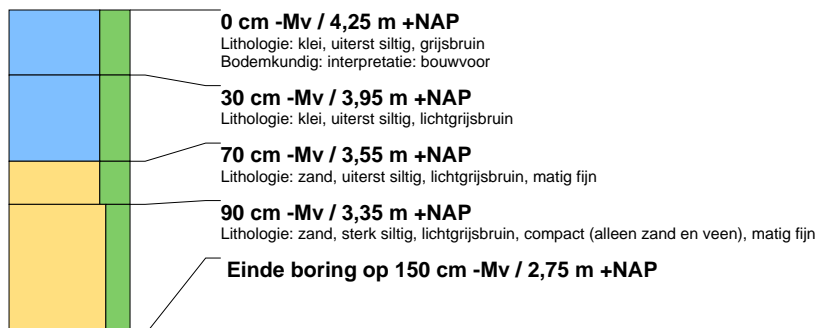 0 cm -Mv / 4,25 m +NAP
Lithologie: klei, uiterst siltig, grijsbruin
Bodemkundig: interpretatie: bouwvoor
30 cm -Mv / 3,95 m +NAP
Lithologie: klei, uiterst siltig, lichtgrijsbruin
70 cm -Mv / 3,55 m +NAP
Lithologie: zand, uiterst siltig, lichtgrijsbruin, matig fijn
90 cm -Mv / 3,35 m +NAP
Lithologie: zand, sterk siltig, lichtgrijsbruin, compact (alleen zand en veen), matig fijn
Einde boring op 150 cm -Mv / 2,75 m +NAP